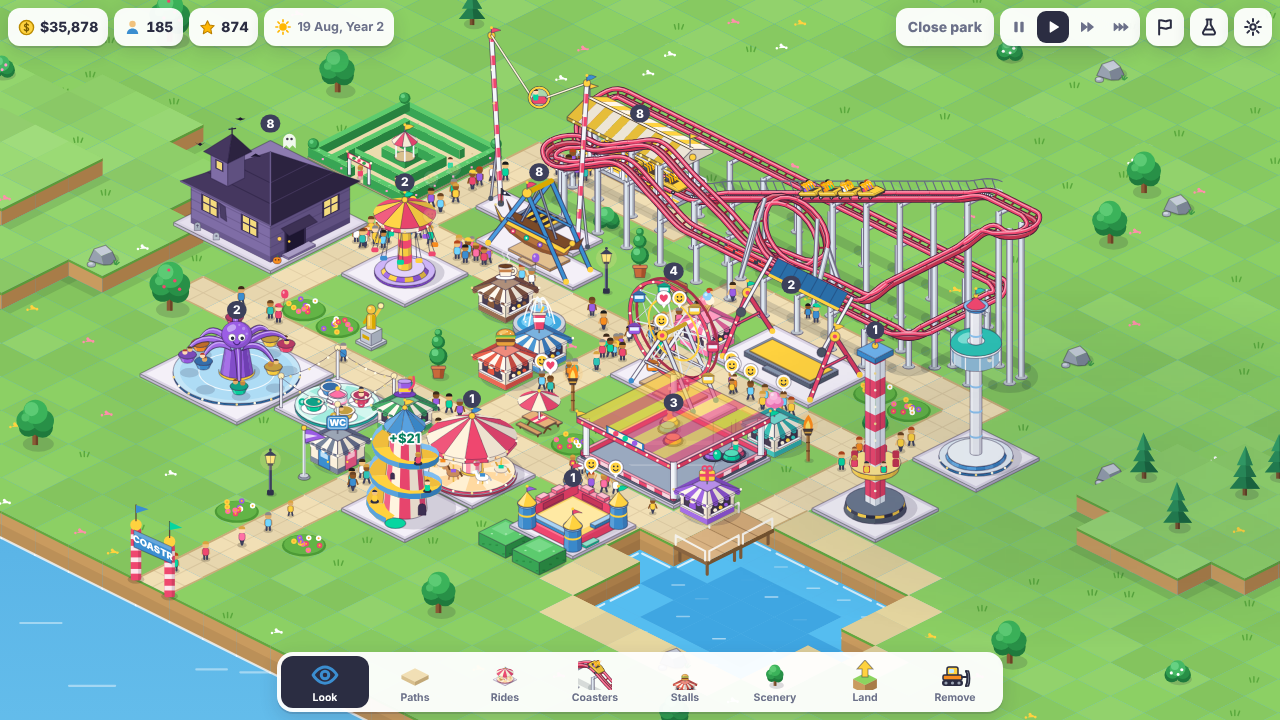 $35,878
185
874
19 Aug, Year 2
Close park
8
8
2
8
4
2
2
1
1
3
+$21
WC
1
COASTR
Look
Paths
Rides
Coasters
Stalls
Scenery
Land
Remove